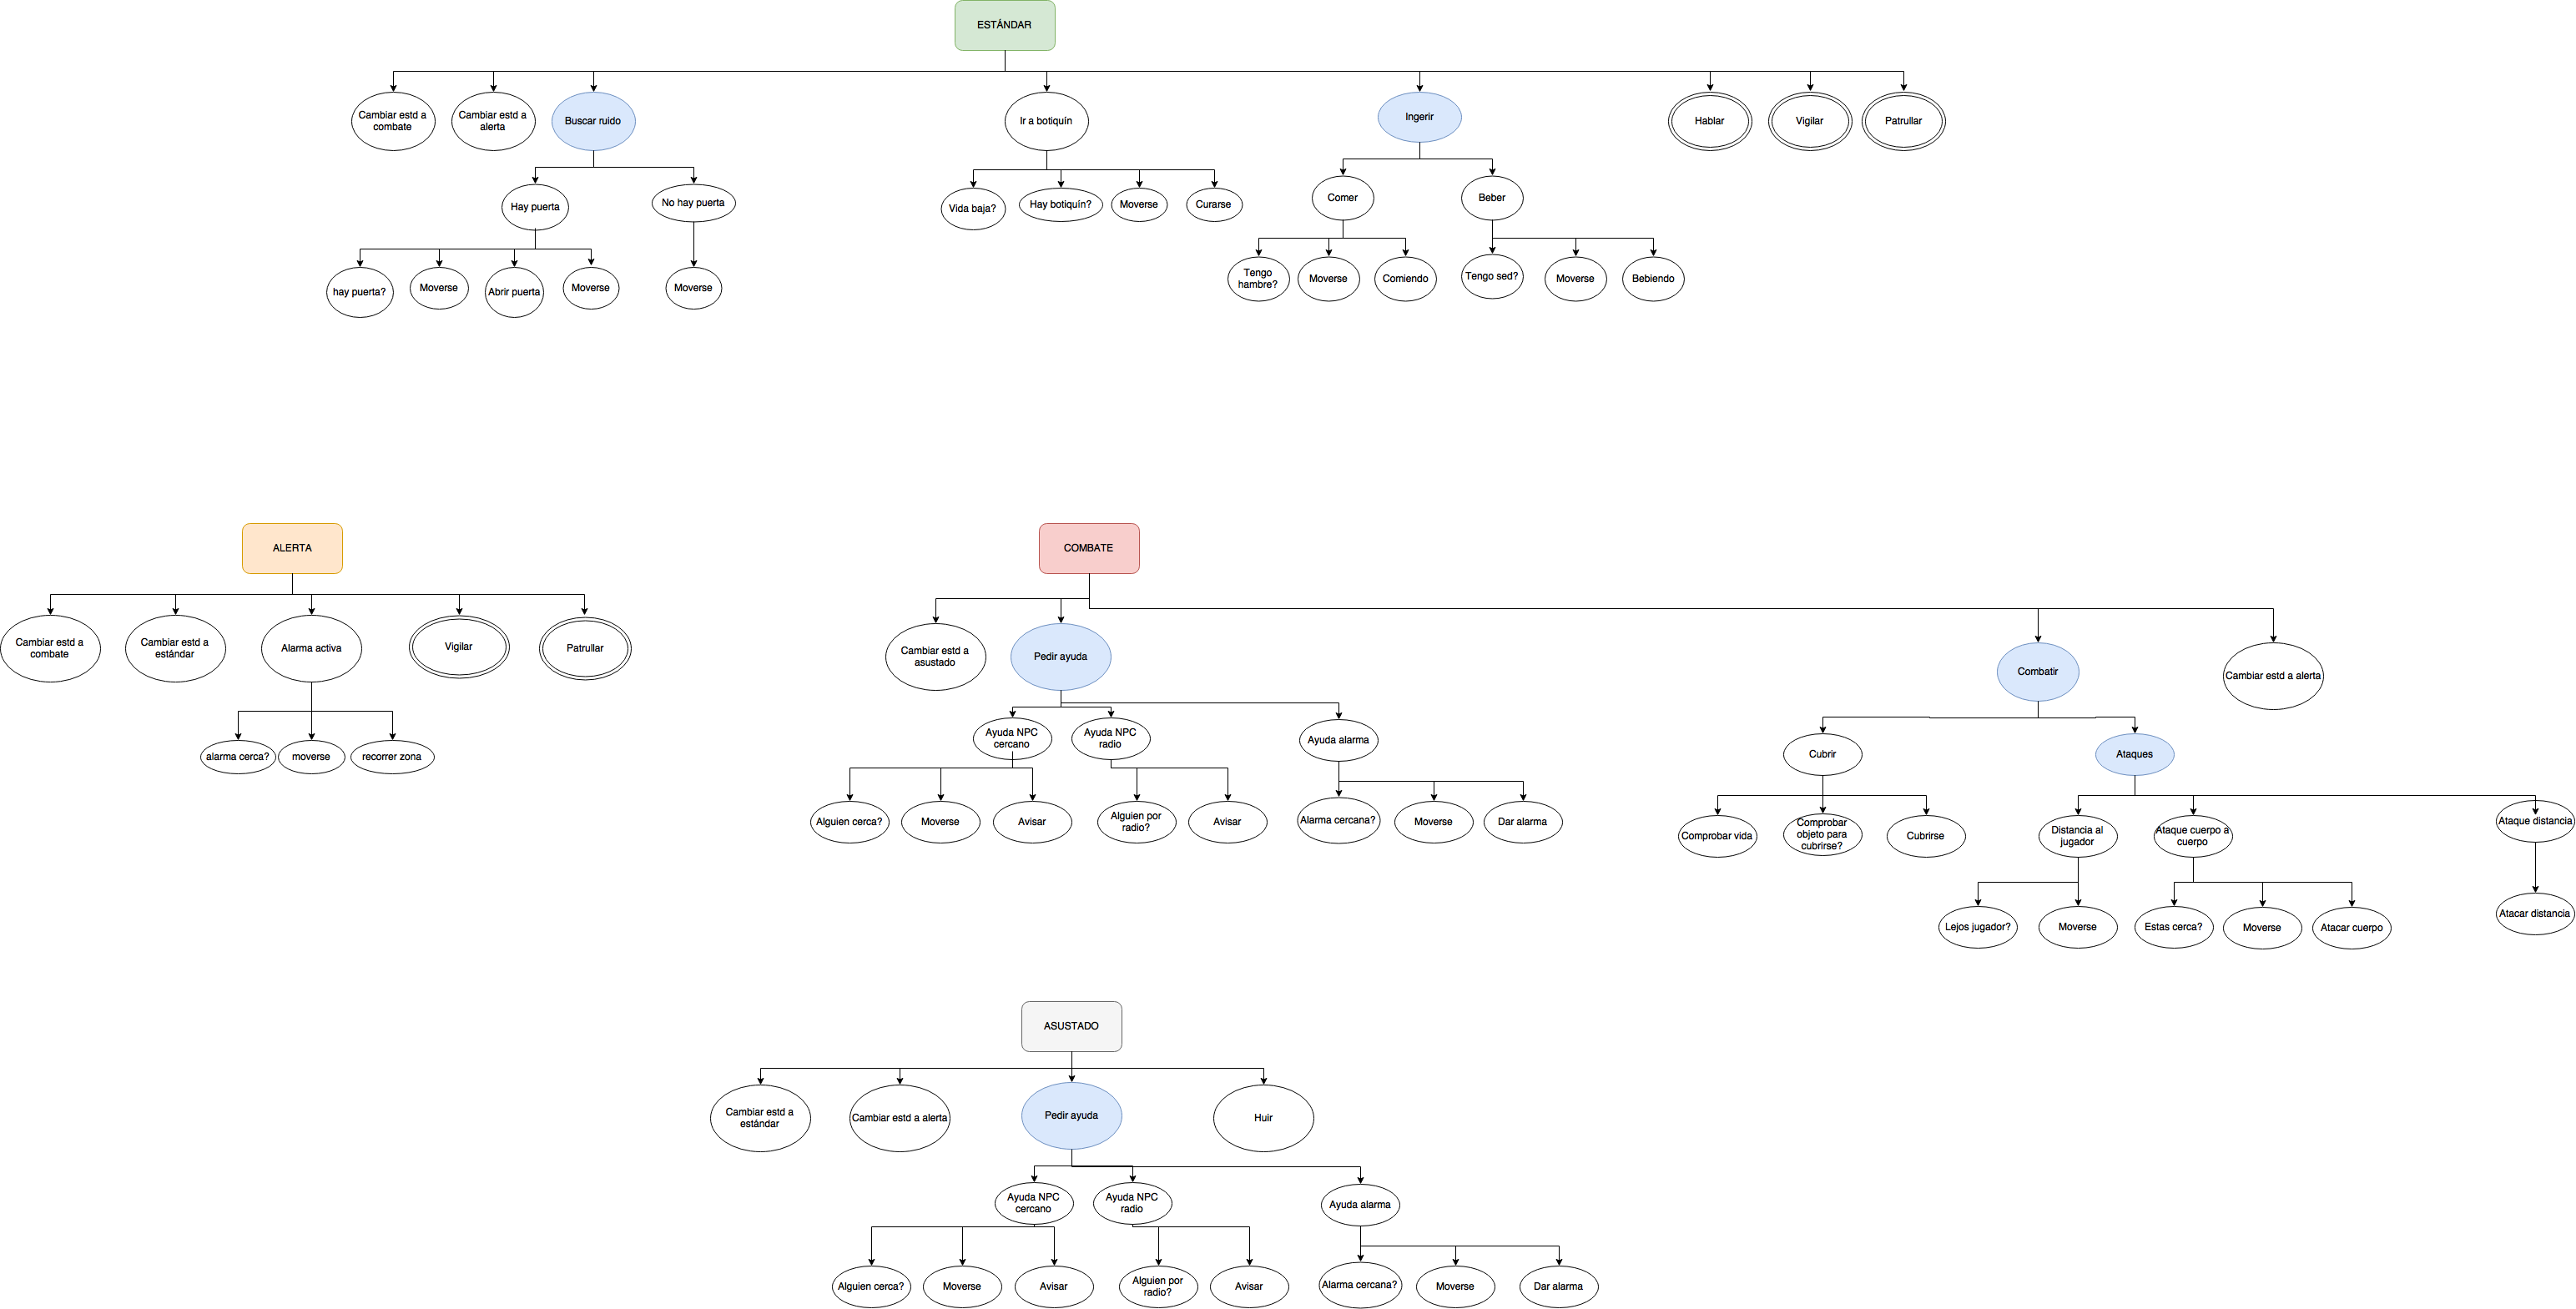 ESTÁNDAR
Cambiar estd a
combate
Cambiar estd a
alerta
Buscar ruido
Ir a botiquín
Ingerir
Hablar
Vigilar
Patrullar
Hay puerta
No hay puerta
Vida baja?
Hay botiquín?
Moverse
Curarse
Comer
Beber
hay puerta?
Moverse
Abrir puerta
Moverse
Moverse
Tengo
hambre?
Moverse
Comiendo
Tengo sed?
Moverse
Bebiendo
ALERTA
Cambiar estd a
combate
Cambiar estd a
estándar
Alarma activa
Vigilar
Patrullar
alarma cerca?
moverse
recorrer zona
COMBATE
Cambiar estd a
asustado
Pedir ayuda
Combatir
Cambiar estd a alerta
Ayuda NPC
cercano
Ayuda NPC
radio
Ayuda alarma
Cubrir
Ataques
Alguien cerca?
Moverse
Avisar
Alguien por
radio?
Avisar
Alarma cercana?
Moverse
Dar alarma
Comprobar vida
Comprobar
objeto para
cubrirse?
Cubrirse
Distancia al
jugador
Ataque cuerpo a
cuerpo
Ataque distancia
Lejos jugador?
Moverse
Estas cerca?
Moverse
Atacar cuerpo
Atacar distancia
ASUSTADO
Cambiar estd a
estándar
Cambiar estd a alerta
Pedir ayuda
Huir
Ayuda NPC
cercano
Ayuda NPC
radio
Ayuda alarma
Alguien cerca?
Moverse
Avisar
Alguien por
radio?
Avisar
Alarma cercana?
Moverse
Dar alarma